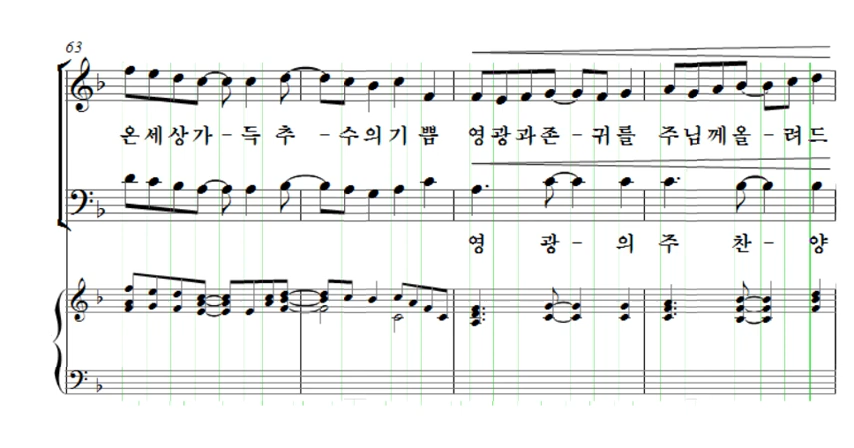 63
온세상가-득 추 - 수의기 쁨 영광과존-귀를 주님께올-려드
영 광 - 의 주 찬 - 양